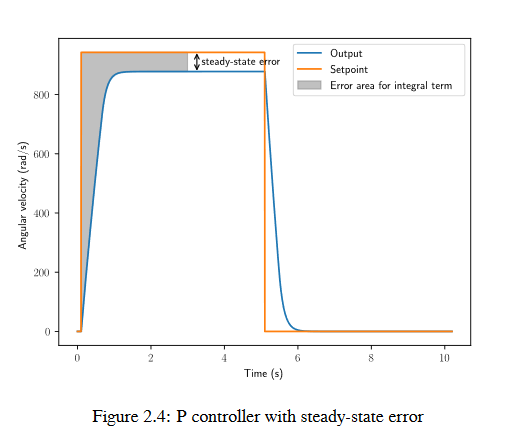 Output
Setpoint
Error area for integral term
steady-state error
Angular velocity (rad/s)
800
600
400
200
0
0 2 4 6 8 10
Time (s)
Figure 2.4: P controller with steady-state error